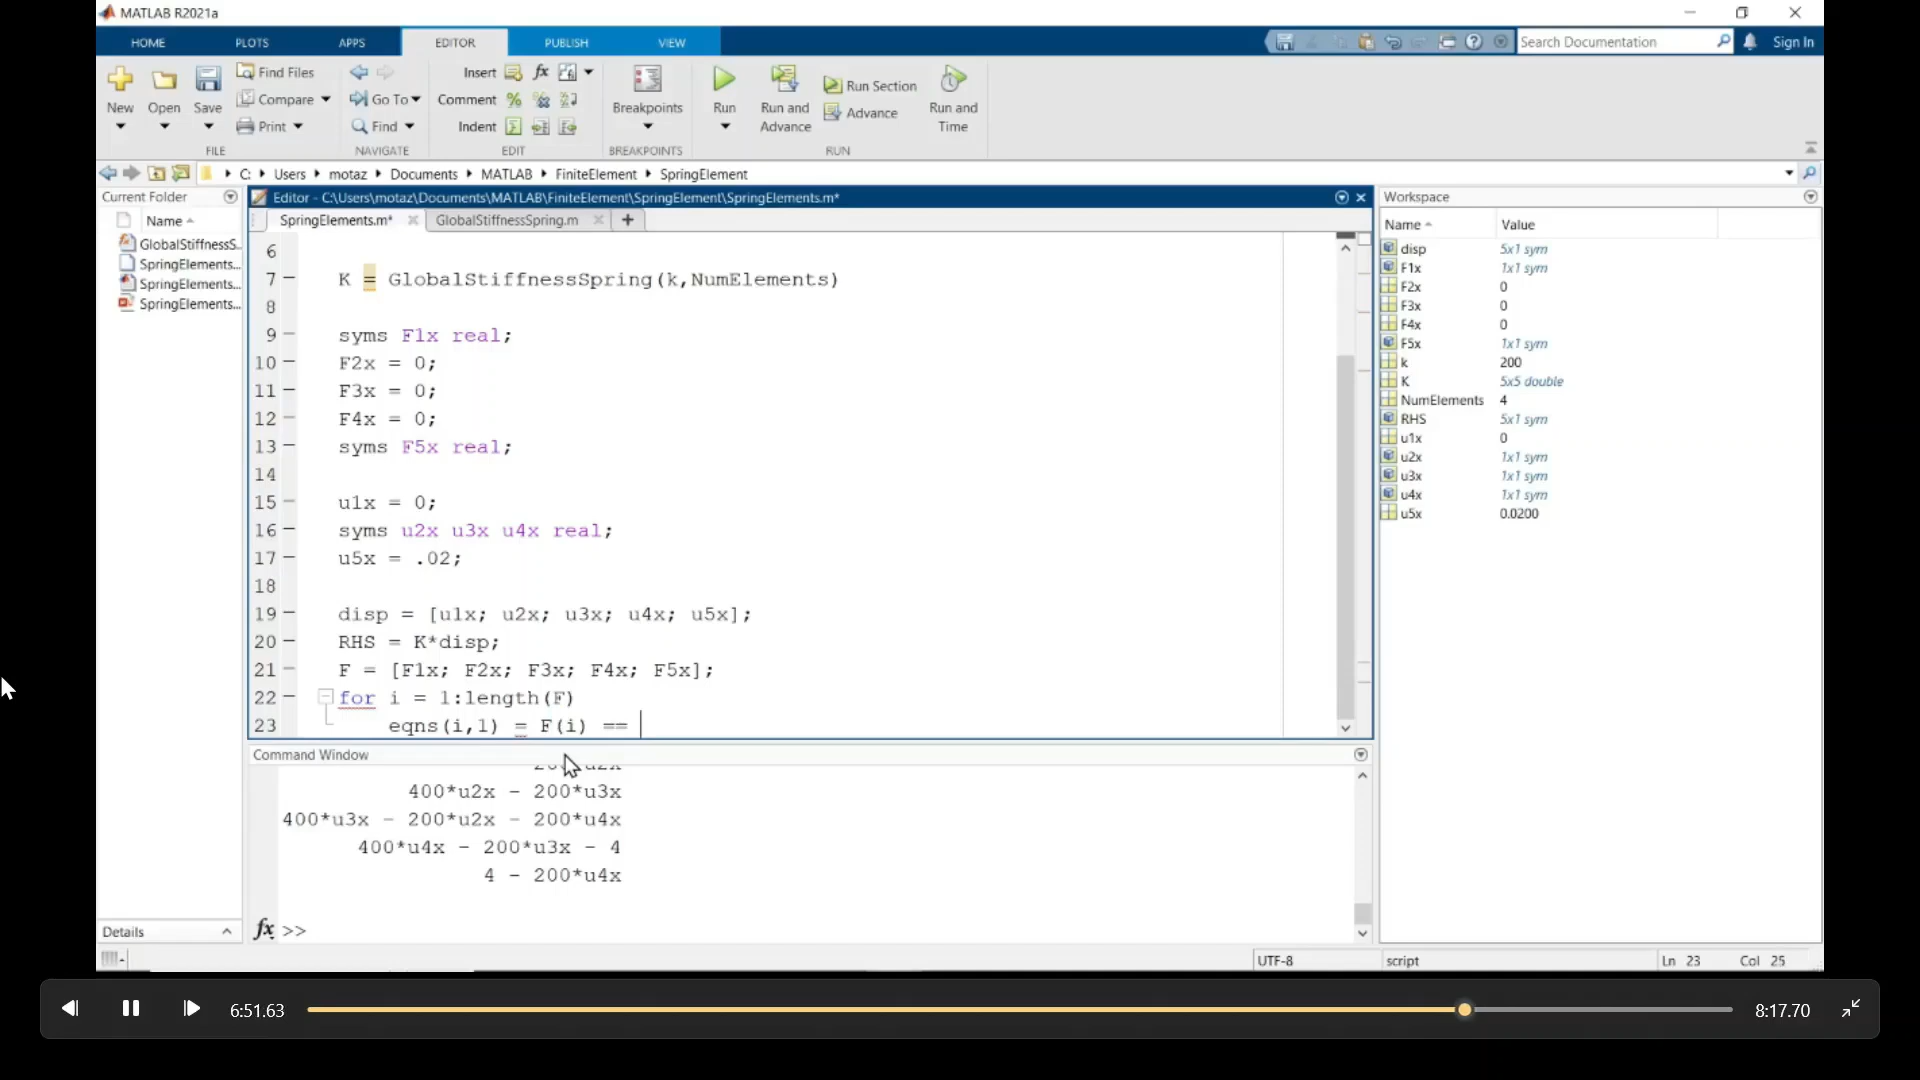 MATLAB R2021a
HOME PLOTS APPS EDITOR PUBLISH VIEW
Search Documentation
Sign In
New Open Save
Find Files
Compare
Print
FILE
Go To
Find
NAVIGATE
Insert
Comment
Indent
EDIT
Breakpoints
BREAKPOINTS
Run
Run and Advance
Run Section
Advance
Run and Time
RUN
C: Users motaz Documents MATLAB FiniteElement SpringElement
Current Folder
Name
GlobalStiffnessS...
SpringElements...
SpringElements...
SpringElements...
Details
Editor - C:\Users\motaz\Documents\MATLAB\FiniteElement\SpringElement\SpringElements.m*
SpringElements.m* GlobalStiffnessSpring.m
6
7 K = GlobalStiffnessSpring(k,NumElements)
8
9 syms F1x real;
10 F2x = 0;
11 F3x = 0;
12 F4x = 0;
13 syms F5x real;
14
15 u1x = 0;
16 syms u2x u3x u4x real;
17 u5x = .02;
18
19 disp = [u1x; u2x; u3x; u4x; u5x];
20 RHS = K*disp;
21 F = [F1x; F2x; F3x; F4x; F5x];
22 for i = 1:length(F)
23 eqns(i,1) = F(i) ==
Command Window
400*u2x - 200*u3x
400*u3x - 200*u2x - 200*u4x
400*u4x - 200*u3x - 4
4 - 200*u4x
fx >>
Workspace
Name Value
disp 5x1 sym
F1x 1x1 sym
F2x 0
F3x 0
F4x 0
F5x 1x1 sym
k 200
K 5x5 double
NumElements 4
RHS 5x1 sym
u1x 0
u2x 1x1 sym
u3x 1x1 sym
u4x 1x1 sym
u5x 0.0200
UTF-8 script Ln 23 Col 25
6:51.63 8:17.70